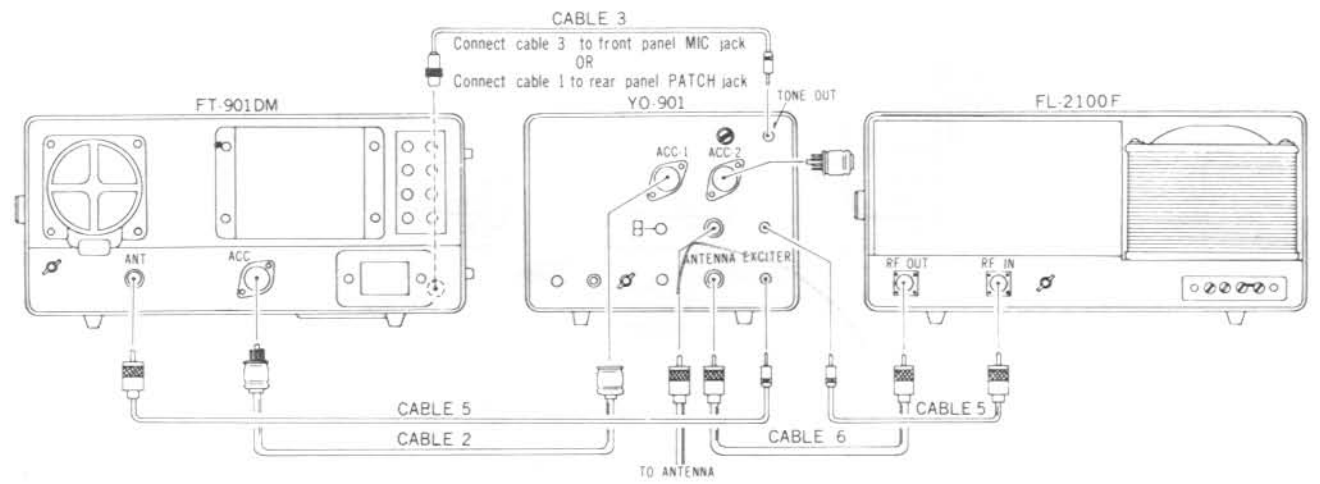 CABLE 3
Connect cable 3 to front panel MIC jack
OR
Connect cable 1 to rear panel PATCH jack
FT-901DM
YO-901
TONE OUT
FL-2100F
ACC-1
ACC-2
ANT
ACC
ANTENNA
EXCITER
RF OUT
RF IN
CABLE 5
CABLE 5
CABLE 2
CABLE 6
TO ANTENNA